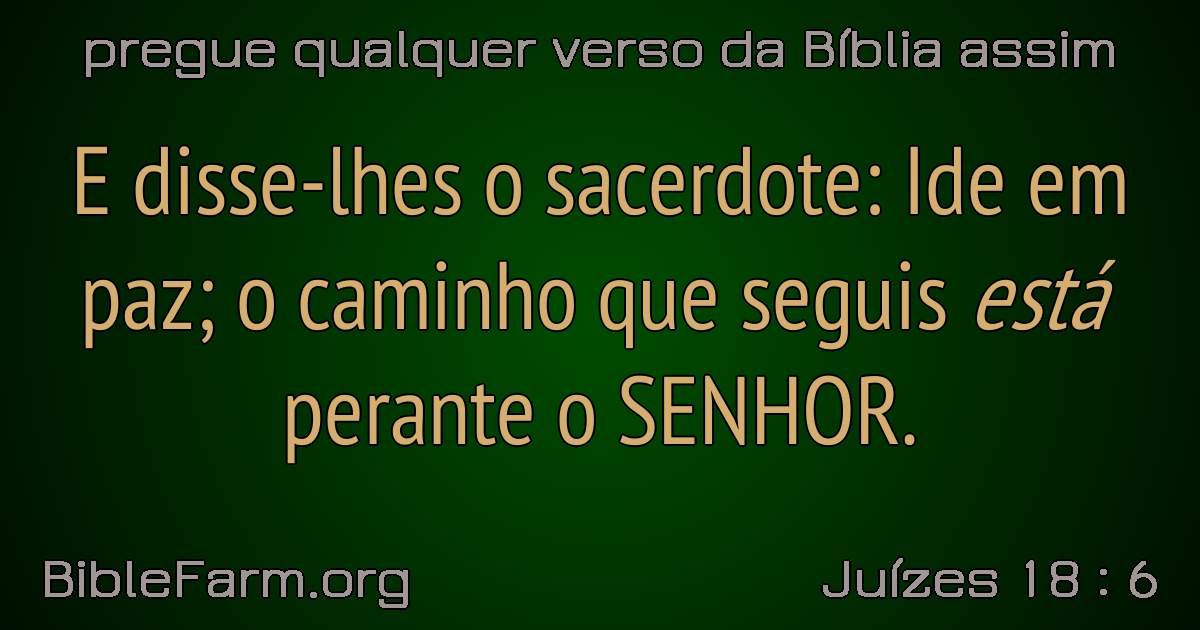 pregue qualquer verso da Bíblia assim
E disse-lhes o sacerdote: Ide em
paz; o caminho que seguis está
perante o SENHOR.
BibleFarm.org
Juízes 18 : 6